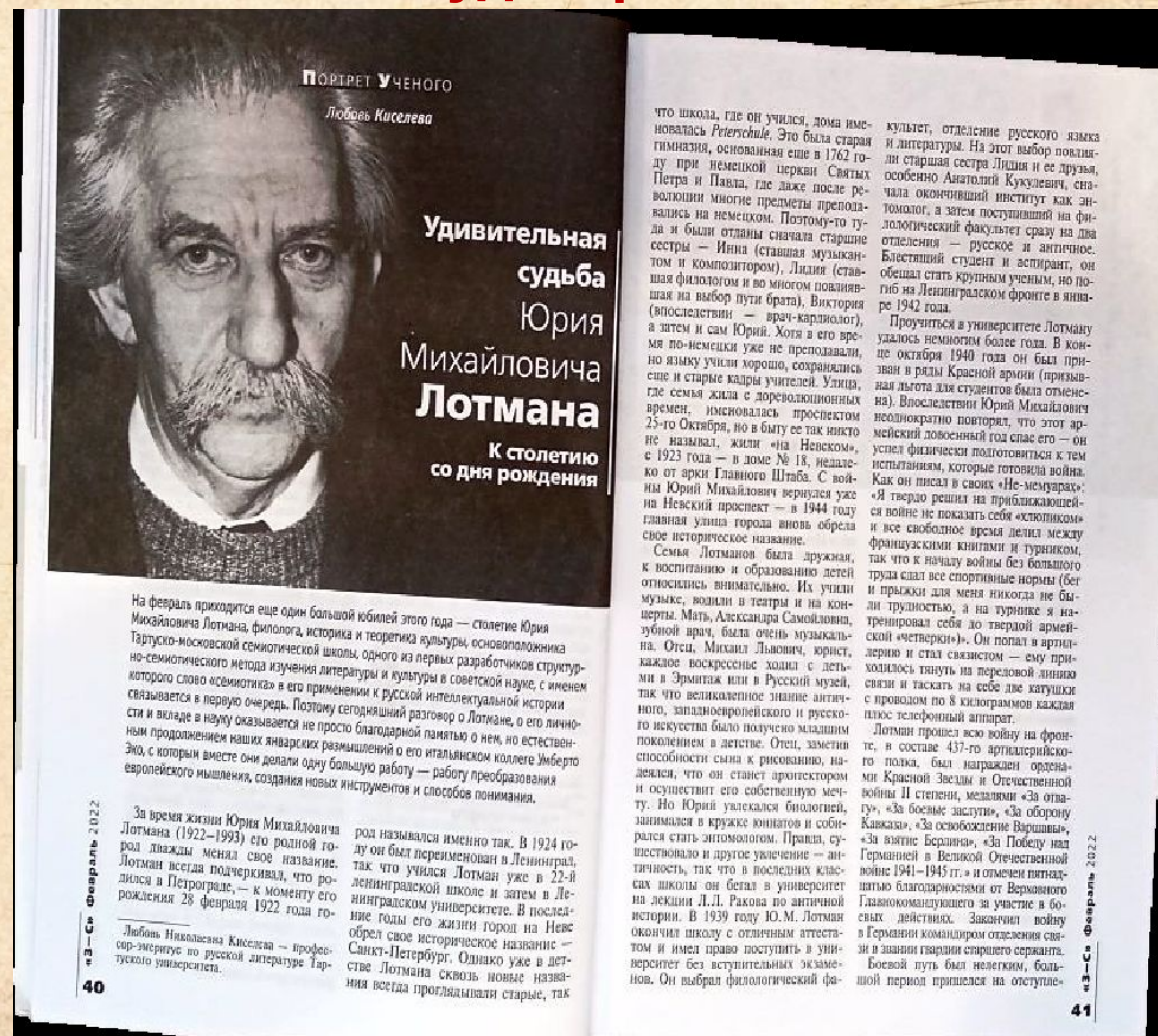 Портрет Ученого
Любовь Киселева
Удивительная
судьба
Юрия
Михайловича
Лотмана
К столетию
со дня рождения
На февраль приходится еще один большой юбилей этого года — столетие Юрия
Михайловича Лотмана, филолога, историка и теоретика культуры, основоположника
Тартуско-московской семиотической школы, одного из первых разработчиков структур-
но-семиотического метода изучения литературы и культуры в советской науке, с именем
которого слово «семиотика» в его применении к русской интеллектуальной истории
связывается в первую очередь. Поэтому сегодняшний разговор о Лотмане, о его лично-
сти и вкладе в науку оказывается не просто благодарной памятью о нем, но естествен-
ным продолжением наших январских размышлений о его итальянском коллеге Умберто
Эко, с которым вместе они делали одну большую работу — работу преобразования
европейского мышления, создания новых инструментов и способов понимания.
За время жизни Юрия Михайловича
Лотмана (1922–1993) его родной го-
род дважды менял свое название.
Лотман всегда подчеркивал, что ро-
дился в Петрограде, — к моменту его
рождения 28 февраля 1922 года го-
Любовь Николаевна Киселева — профес-
сор-эмеритус по русской литературе Тар-
туского университета.
род назывался именно так. В 1924 го-
ду он был переименован в Ленинград,
так что учился Лотман уже в 22-й
ленинградской школе и затем в Ле-
нинградском университете. В послед-
ние годы его жизни город на Неве
обрел свое историческое название —
Санкт-Петербург. Однако уже в дет-
стве Лотмана сквозь новые назва-
ния всегда проглядывали старые, так
«З—С» Февраль 2022
40
что школа, где он учился, дома име-
новалась Peterschule. Это была старая
гимназия, основанная еще в 1762 го-
ду при немецкой церкви Святых
Петра и Павла, где даже после ре-
волюции многие предметы препода-
вались на немецком. Поэтому-то ту-
да и были отданы сначала старшие
сестры — Инна (ставшая музыкан-
том и композитором), Лидия (став-
шая филологом и во многом повлияв-
шая на выбор пути брата), Виктория
(впоследствии — врач-кардиолог),
а затем и сам Юрий. Хотя в его вре-
мя по-немецки уже не преподавали,
но языку учили хорошо, сохранялись
еще и старые кадры учителей. Улица,
где семья жила с дореволюционных
времен, именовалась проспектом
25-го Октября, но в быту ее так никто
не называл, жили «на Невском»,
с 1923 года — в доме № 18, недале-
ко от арки Главного Штаба. С вой-
ны Юрий Михайлович вернулся уже
на Невский проспект — в 1944 году
главная улица города вновь обрела
свое историческое название.
Семья Лотманов была дружная,
к воспитанию и образованию детей
относились внимательно. Их учили
музыке, водили в театры и на кон-
церты. Мать, Александра Самойловна,
зубной врач, была очень музыкаль-
на. Отец, Михаил Львович, юрист,
каждое воскресенье ходил с деть-
ми в Эрмитаж или в Русский музей,
так что великолепное знание антич-
ного, западноевропейского и русско-
го искусства было получено младшим
поколением в детстве. Отец, заметив
способности сына к рисованию, на-
деялся, что он станет архитектором
и осуществит его собственную меч-
ту. Но Юрий увлекался биологией,
занимался в кружке юннатов и соби-
рался стать энтомологом. Правда, су-
ществовало и другое увлечение — ан-
тичность, так что в последних клас-
сах школы он бегал в университет
на лекции Л.Л. Ракова по античной
истории. В 1939 году Ю.М. Лотман
окончил школу с отличным аттеста-
том и имел право поступить в уни-
верситет без вступительных экзаме-
нов. Он выбрал филологический фа-
культет, отделение русского языка
и литературы. На этот выбор повлия-
ли старшая сестра Лидия и ее друзья,
особенно Анатолий Кукулевич, сна-
чала окончивший институт как эн-
томолог, а затем поступивший на фи-
лологический факультет сразу на два
отделения — русское и античное.
Блестящий студент и аспирант, он
обещал стать крупным ученым, но по-
гиб на Ленинградском фронте в янва-
ре 1942 года.
Проучиться в университете Лотману
удалось немногим более года. В кон-
це октября 1940 года он был при-
зван в ряды Красной армии (призыв-
ная льгота для студентов была отмене-
на). Впоследствии Юрий Михайлович
неоднократно повторял, что этот ар-
мейский довоенный год спас его — он
успел физически подготовиться к тем
испытаниям, которые готовила война.
Как он писал в своих «Не-мемуарах»:
«Я твердо решил на приближающей-
ся войне не показать себя «хлюпиком»
и все свободное время делил между
французскими книгами и турником,
так что к началу войны без большого
труда сдал все спортивные нормы (бег
и прыжки для меня никогда не бы-
ли трудностью, а на турнике я на-
тренировал себя до твердой армей-
ской «четверки»)». Он попал в артил-
лерию и стал связистом — ему при-
ходилось тянуть на передовой линию
связи и таскать на себе две катушки
с проводом по 8 килограммов каждая
плюс телефонный аппарат.
Лотман прошел всю войну на фрон-
те, в составе 437-го артиллерийско-
го полка, был награжден ордена-
ми Красной Звезды и Отечественной
войны II степени, медалями «За отва-
гу», «За боевые заслуги», «За оборону
Кавказа», «За освобождение Варшавы»,
«За взятие Берлина», «За Победу над
Германией в Великой Отечественной
войне 1941–1945 гг.» и отмечен пятнад-
цатью благодарностями от Верховного
Главнокомандующего за участие в бо-
евых действиях. Закончил войну
в Германии командиром отделения свя-
зи в звании гвардии старшего сержанта.
Боевой путь был нелегким, боль-
шой период пришелся на отступле-
«З—С» Февраль 2022
41